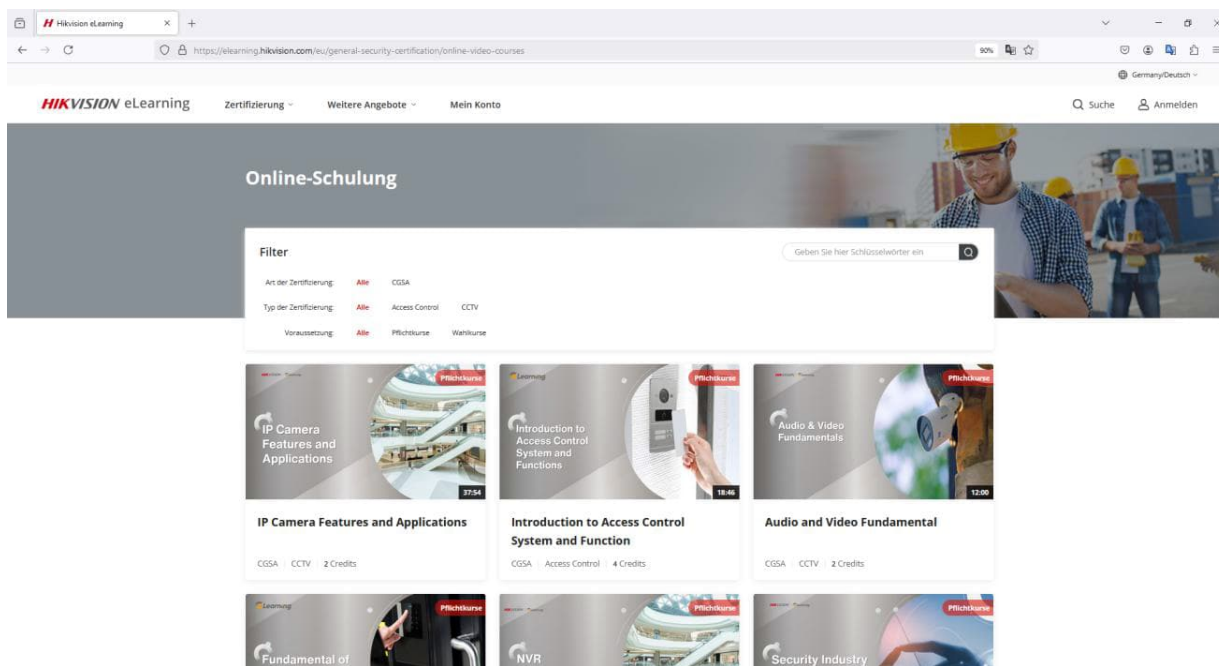 Hikvision eLearning
https://elearning.hikvision.com/eu/general-security-certification/online-video-courses
90%
Germany/Deutsch
HIKVISION eLearning
Zertifizierung
Weitere Angebote
Mein Konto
Suche
Anmelden
Online-Schulung
Filter
Geben Sie hier Schlüsselwörter ein
Art der Zertifizierung: Alle CGSA
Typ der Zertifizierung: Alle Access Control CCTV
Voraussetzung: Alle Pflichtkurse Wahlkurse
Pflichtkurse
IP Camera
Features and
Applications
37:54
IP Camera Features and Applications
CGSA CCTV 2 Credits
eLearning
Pflichtkurse
Introduction to
Access Control
System and
Functions
18:46
Introduction to Access Control
System and Function
CGSA Access Control 4 Credits
Pflichtkurse
Audio & Video
Fundamentals
12:00
Audio and Video Fundamental
CGSA CCTV 2 Credits
eLearning
Pflichtkurse
Fundamental of
Pflichtkurse
NVR
Pflichtkurse
Security Industry